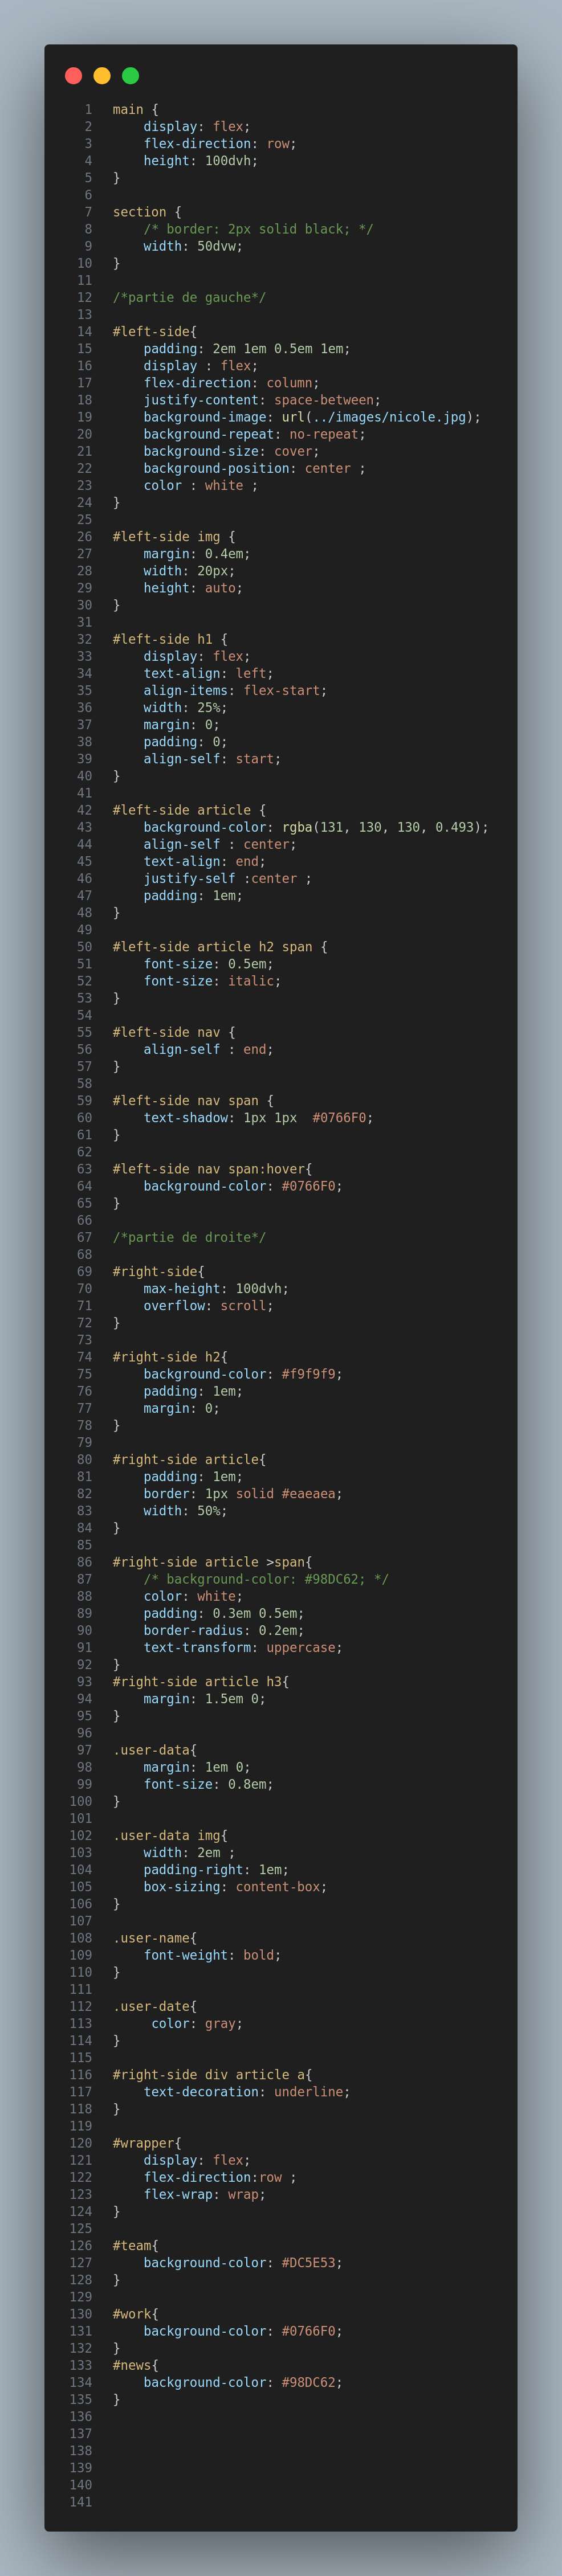 1 main {
2     display: flex;
3     flex-direction: row;
4     height: 100dvh;
5 }
6
7 section {
8     /* border: 2px solid black; */
9     width: 50dvw;
10 }
11
12 /*partie de gauche*/
13
14 #left-side{
15     padding: 2em 1em 0.5em 1em;
16     display : flex;
17     flex-direction: column;
18     justify-content: space-between;
19     background-image: url(../images/nicole.jpg);
20     background-repeat: no-repeat;
21     background-size: cover;
22     background-position: center ;
23     color : white ;
24 }
25
26 #left-side img {
27     margin: 0.4em;
28     width: 20px;
29     height: auto;
30 }
31
32 #left-side h1 {
33     display: flex;
34     text-align: left;
35     align-items: flex-start;
36     width: 25%;
37     margin: 0;
38     padding: 0;
39     align-self: start;
40 }
41
42 #left-side article {
43     background-color: rgba(131, 130, 130, 0.493);
44     align-self : center;
45     text-align: end;
46     justify-self :center ;
47     padding: 1em;
48 }
49
50 #left-side article h2 span {
51     font-size: 0.5em;
52     font-size: italic;
53 }
54
55 #left-side nav {
56     align-self : end;
57 }
58
59 #left-side nav span {
60     text-shadow: 1px 1px  #0766F0;
61 }
62
63 #left-side nav span:hover{
64     background-color: #0766F0;
65 }
66
67 /*partie de droite*/
68
69 #right-side{
70     max-height: 100dvh;
71     overflow: scroll;
72 }
73
74 #right-side h2{
75     background-color: #f9f9f9;
76     padding: 1em;
77     margin: 0;
78 }
79
80 #right-side article{
81     padding: 1em;
82     border: 1px solid #eaeaea;
83     width: 50%;
84 }
85
86 #right-side article >span{
87     /* background-color: #98DC62; */
88     color: white;
89     padding: 0.3em 0.5em;
90     border-radius: 0.2em;
91     text-transform: uppercase;
92 }
93 #right-side article h3{
94     margin: 1.5em 0;
95 }
96
97 .user-data{
98     margin: 1em 0;
99     font-size: 0.8em;
100 }
101
102 .user-data img{
103     width: 2em ;
104     padding-right: 1em;
105     box-sizing: content-box;
106 }
107
108 .user-name{
109     font-weight: bold;
110 }
111
112 .user-date{
113      color: gray;
114 }
115
116 #right-side div article a{
117     text-decoration: underline;
118 }
119
120 #wrapper{
121     display: flex;
122     flex-direction:row ;
123     flex-wrap: wrap;
124 }
125
126 #team{
127     background-color: #DC5E53;
128 }
129
130 #work{
131     background-color: #0766F0;
132 }
133 #news{
134     background-color: #98DC62;
135 }
136
137
138
139
140
141